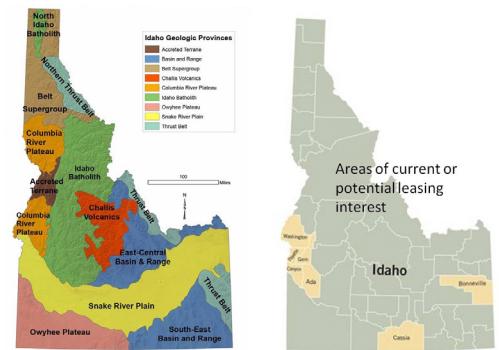 North
Idaho
Batholith
Northern Thrust Belt
Belt
Supergroup
Columbia
River
Plateau
Accreted
Terrane
Idaho
Batholith
Columbia
River
Plateau
Challis
Volcanics
Thrust Belt
East-Central
Basin & Range
Snake River Plain
Thrust Belt
Owyhee Plateau
South-East
Basin and Range
Idaho Geologic Provinces
Accreted Terrane
Basin and Range
Belt Supergroup
Challis Volcanics
Columbia River Plateau
Idaho Batholith
Owyhee Plateau
Snake River Plain
Thrust Belt
100
Miles
N
Areas of current or
potential leasing
interest
Washington
Payette
Gem
Canyon
Ada
Idaho
Bonneville
Cassia